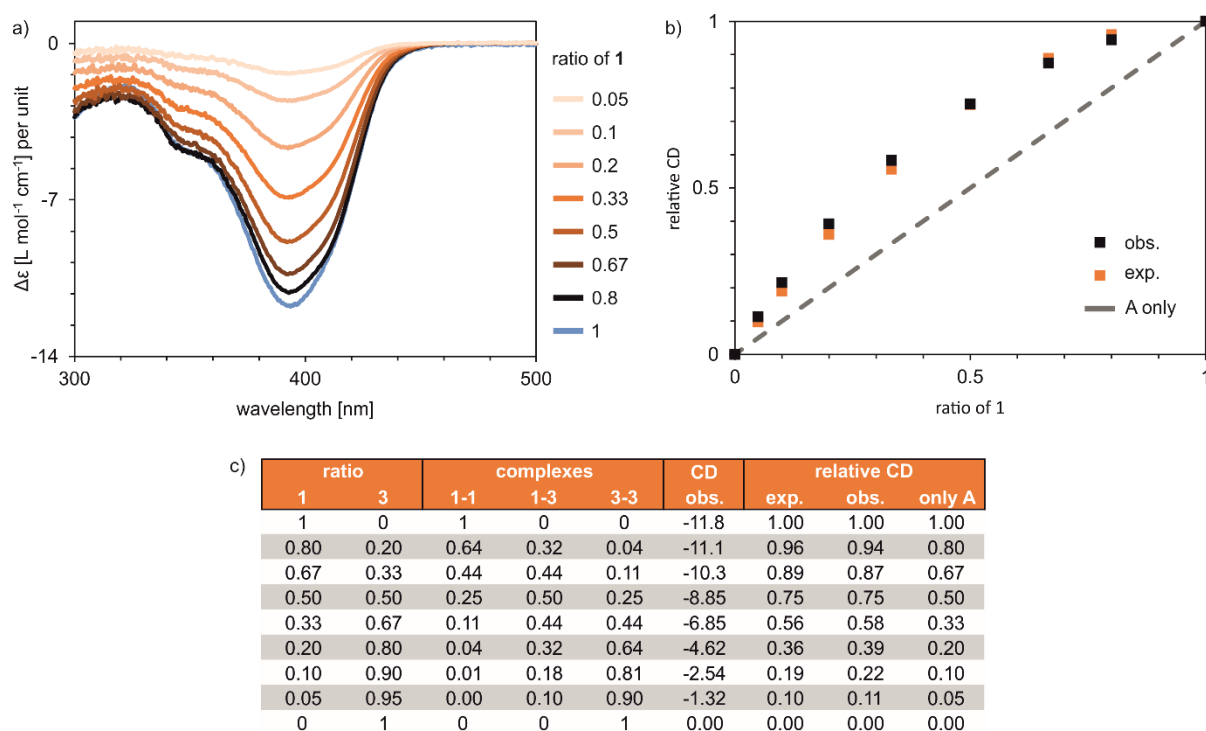 a)
0
-7
-14
Δε [L mol⁻¹ cm⁻¹] per unit
300
400
500
wavelength [nm]
ratio of 1
0.05
0.1
0.2
0.33
0.5
0.67
0.8
1
b)
1
0.5
0
relative CD
0
0.5
1
ratio of 1
obs.
exp.
A only
c)
ratio complexes CD relative CD
1 3 1-1 1-3 3-3 obs. exp. obs. only A
1 0 1 0 0 -11.8 1.00 1.00 1.00
0.80 0.20 0.64 0.32 0.04 -11.1 0.96 0.94 0.80
0.67 0.33 0.44 0.44 0.11 -10.3 0.89 0.87 0.67
0.50 0.50 0.25 0.50 0.25 -8.85 0.75 0.75 0.50
0.33 0.67 0.11 0.44 0.44 -6.85 0.56 0.58 0.33
0.20 0.80 0.04 0.32 0.64 -4.62 0.36 0.39 0.20
0.10 0.90 0.01 0.18 0.81 -2.54 0.19 0.22 0.10
0.05 0.95 0.00 0.10 0.90 -1.32 0.10 0.11 0.05
0 1 0 0 1 0.00 0.00 0.00 0.00